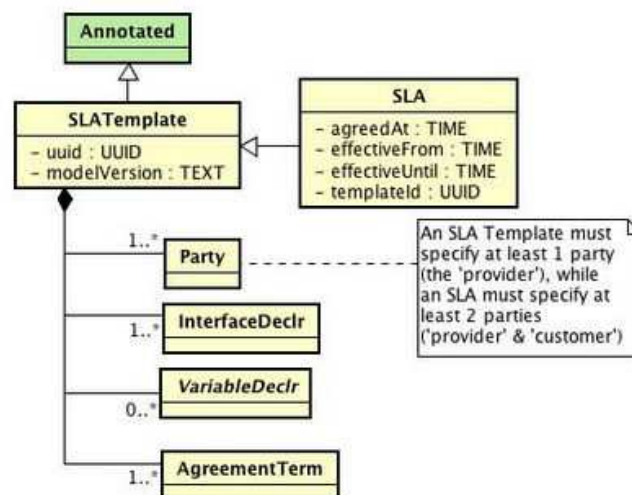 Annotated
SLATemplate
- uuid : UUID
- modelVersion : TEXT
SLA
- agreedAt : TIME
- effectiveFrom : TIME
- effectiveUntil : TIME
- templateId : UUID
1..*
Party
An SLA Template must
specify at least 1 party
(the 'provider'), while
an SLA must specify at
least 2 parties
('provider' & 'customer')
InterfaceDeclr
1..*
VariableDeclr
0..*
AgreementTerm
1..*